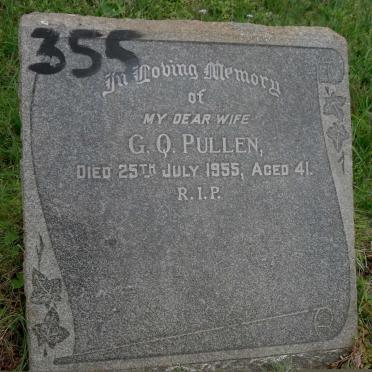 355
In Loving Memory
of
MY DEAR WIFE
G. Q. PULLEN,
DIED 25TH JULY 1955, AGED 41.
R.I.P.